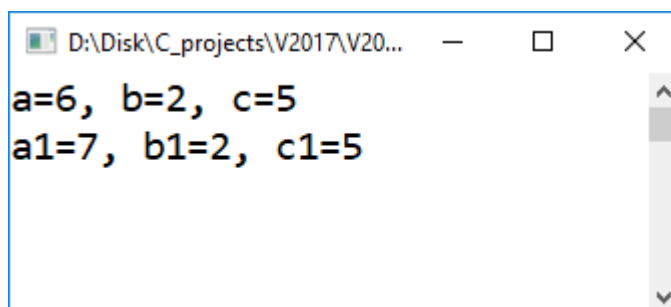 D:\Disk\C_projects\V2017\V20...
a=6, b=2, c=5
a1=7, b1=2, c1=5